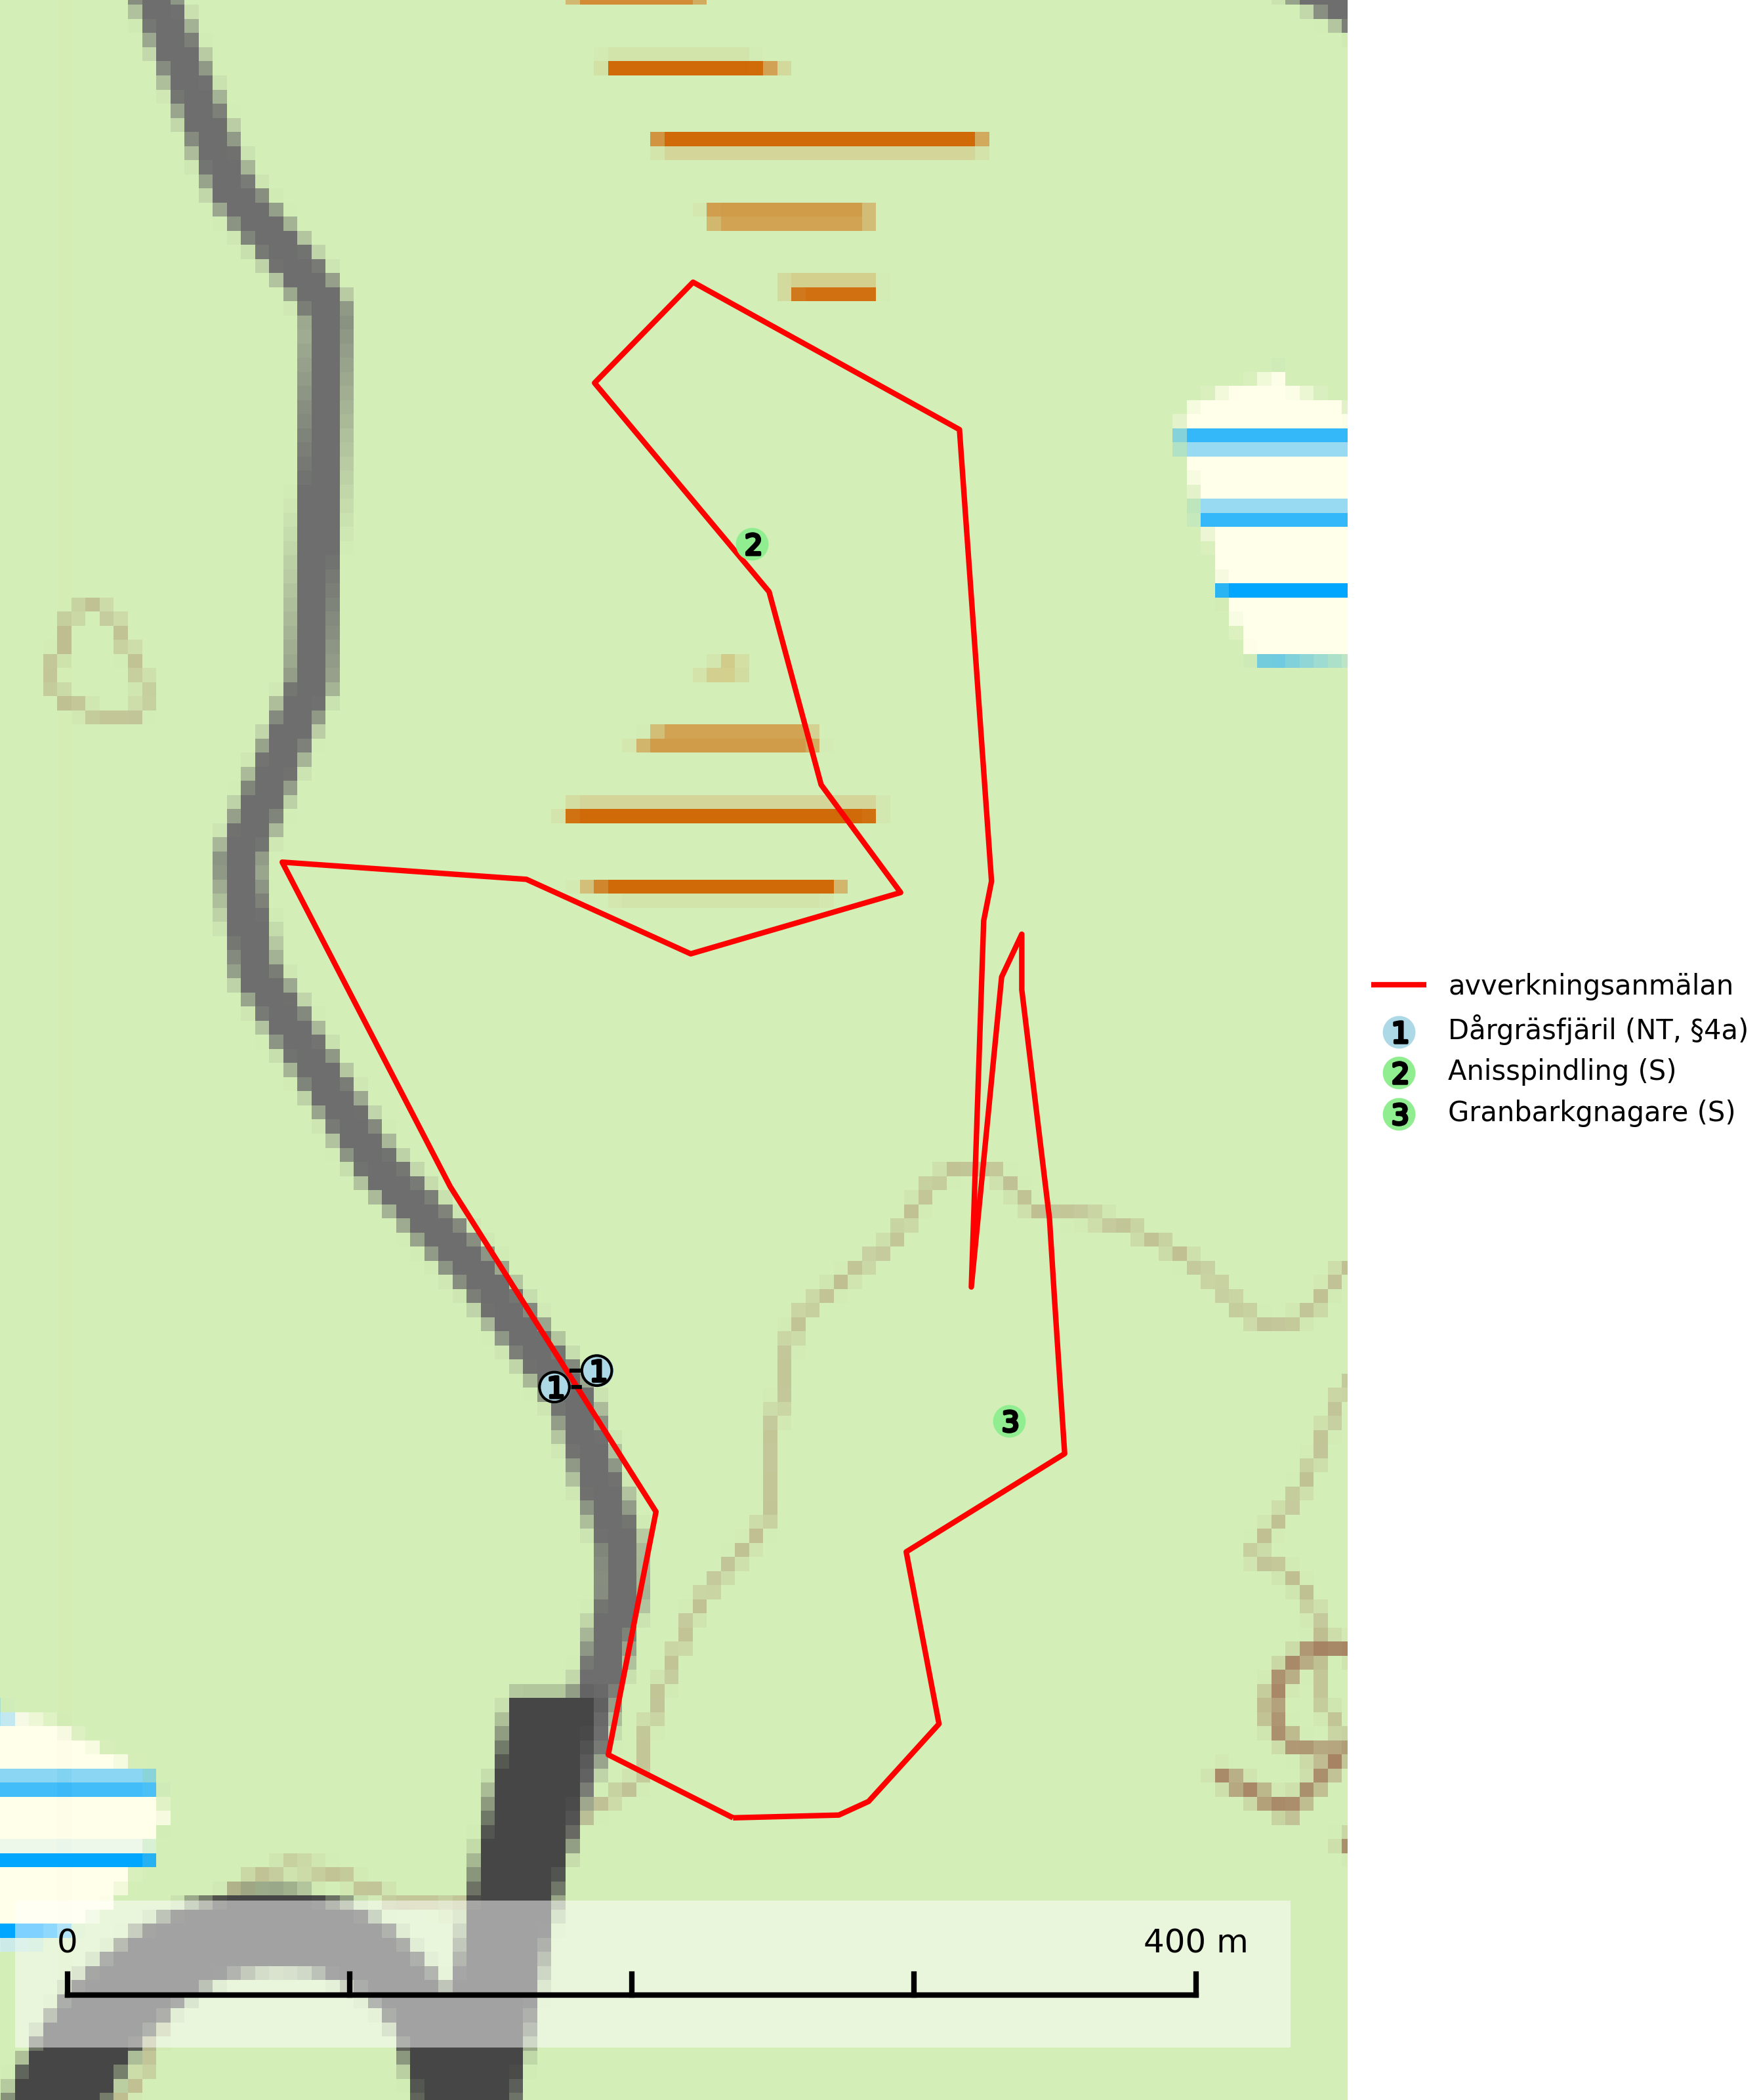 2
avverkningsanmälan
1 Dårgräsfjäril (NT, §4a)
2 Anisspindling (S)
3 Granbarkgnagare (S)
1
1
3
0 400 m